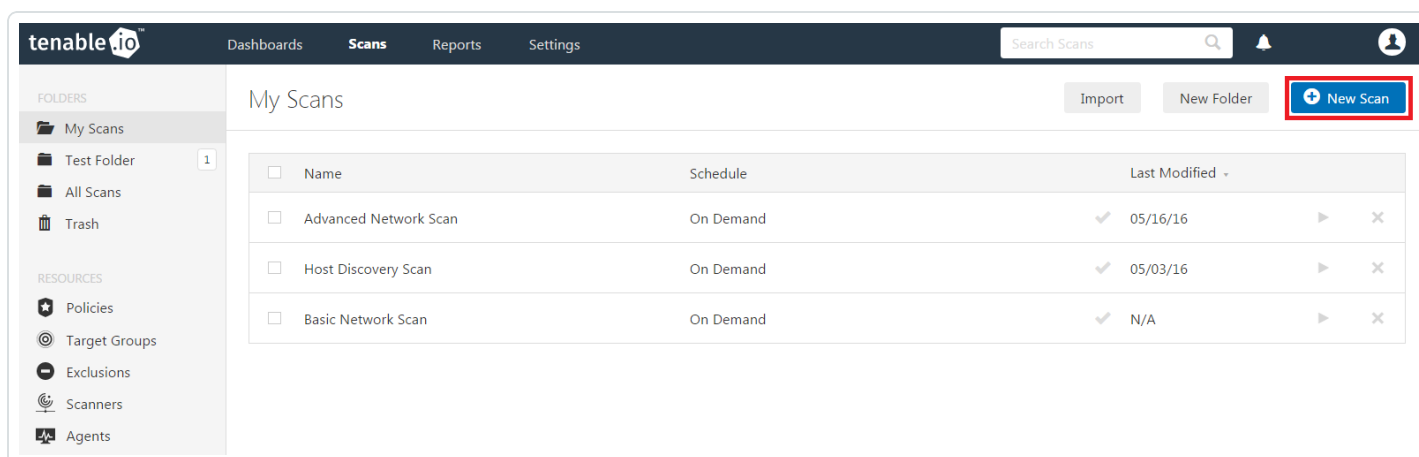 tenable.io™
Dashboards Scans Reports Settings Search Scans
FOLDERS
My Scans
Test Folder 1
All Scans
Trash
RESOURCES
Policies
Target Groups
Exclusions
Scanners
Agents
My Scans Import New Folder New Scan
Name Schedule Last Modified
Advanced Network Scan On Demand 05/16/16
Host Discovery Scan On Demand 05/03/16
Basic Network Scan On Demand N/A